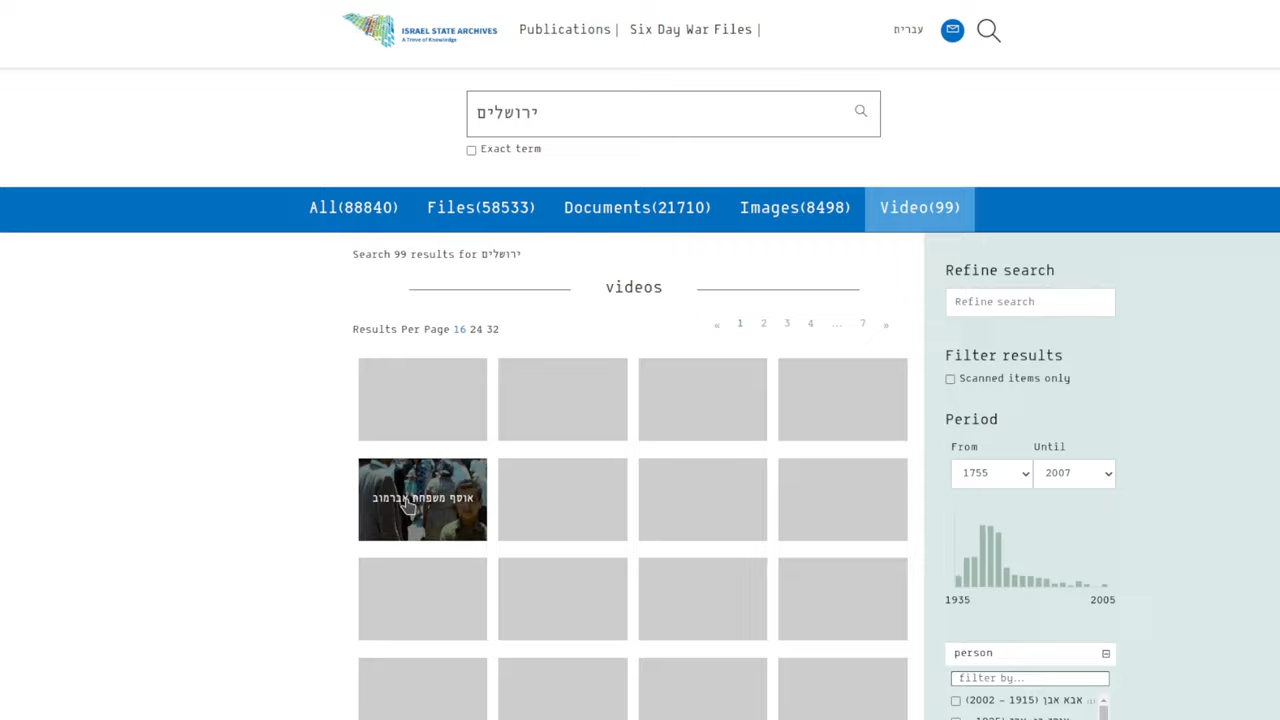 ISRAEL STATE ARCHIVES
A Treve of Knowledge
Publications |
Six Day War Files |
עברית
ירושלים
Exact term
All(88840)
Files(58533)
Documents(21710)
Images(8498)
Video(99)
Search 99 results for ירושלים
videos
Results Per Page 16 24 32
« 1 2 3 4 ... 7 »
אוסף משפחת אברמוב
Refine search
Refine search
Filter results
Scanned items only
Period
From
Until
1755
2007
1935
2005
person
filter by...
אבא אבן (1915 - 2002)